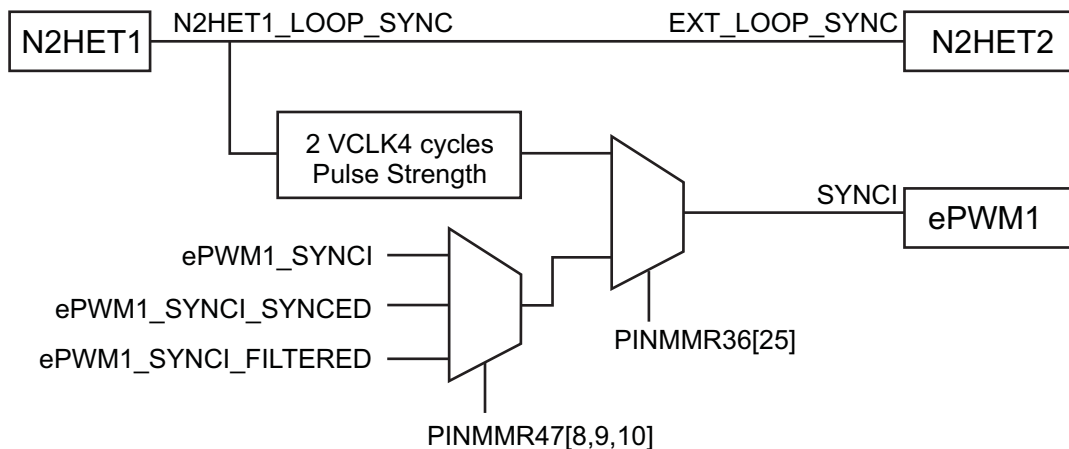 N2HET1
N2HET1_LOOP_SYNC
EXT_LOOP_SYNC
N2HET2
2 VCLK4 cycles
Pulse Strength
SYNCI
ePWM1
ePWM1_SYNCI
ePWM1_SYNCI_SYNCED
ePWM1_SYNCI_FILTERED
PINMMR36[25]
PINMMR47[8,9,10]